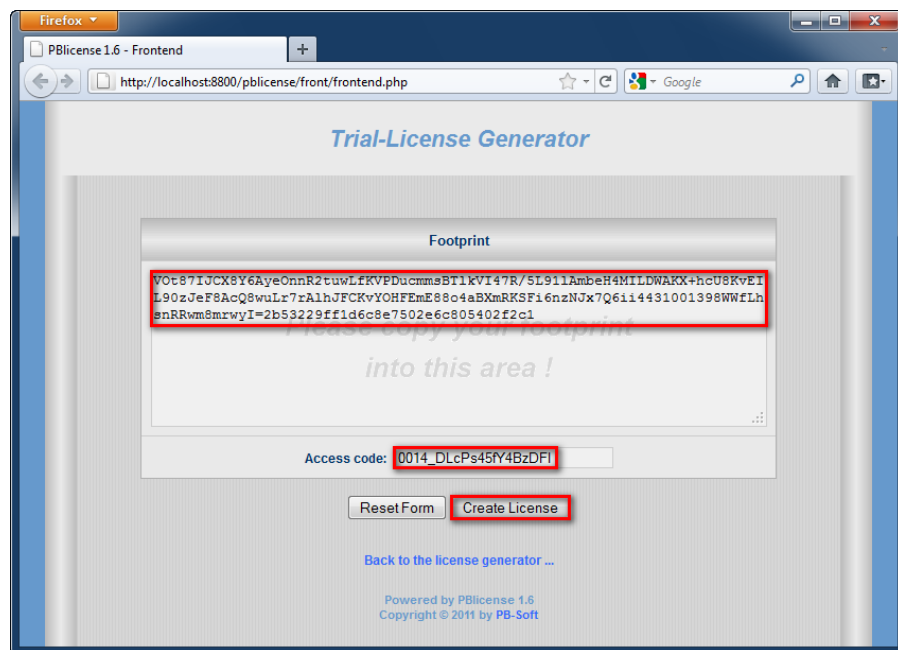 Firefox
PBlicense 1.6 - Frontend
http://localhost:8800/pblicense/front/frontend.php
Google
Trial-License Generator
Footprint
VOt87IJCX8Y6AyeOnnR2tuwLfKVPDucmmsBTlkVI47R/5L91lAmbeH4MILDWAKX+hcU8KvEI
L90zJeF8AcQ8wuLr7rAlhJFCKvYOHFEmE88o4aBXmRKSFi6nzNJx7Q6ii4431001398WWfLh
snRRwm8mrwyI=2b53229ff1d6c8e7502e6c805402f2c1
Please copy your footprint
into this area !
Access code: 0014_DLcPs45fY4BzDFl
Reset Form Create License
Back to the license generator ...
Powered by PBlicense 1.6
Copyright © 2011 by PB-Soft